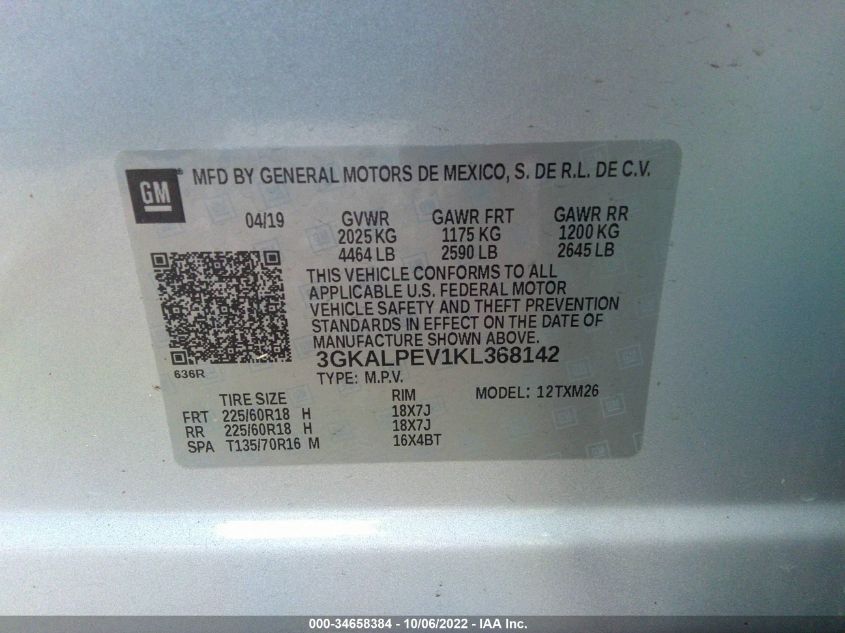 GM ® MFD BY GENERAL MOTORS DE MEXICO, S. DE R.L. DE C.V.
04/19 GVWR GAWR FRT GAWR RR
2025 KG 1175 KG 1200 KG
4464 LB 2590 LB 2645 LB
THIS VEHICLE CONFORMS TO ALL
APPLICABLE U.S. FEDERAL MOTOR
VEHICLE SAFETY AND THEFT PREVENTION
STANDARDS IN EFFECT ON THE DATE OF
MANUFACTURE SHOWN ABOVE.
3GKALPEV1KL368142
636R TYPE: M.P.V.
TIRE SIZE RIM MODEL: 12TXM26
FRT 225/60R18 H 18X7J
RR 225/60R18 H 18X7J
SPA T135/70R16 M 16X4BT
000-34658384 - 10/06/2022 - IAA Inc.